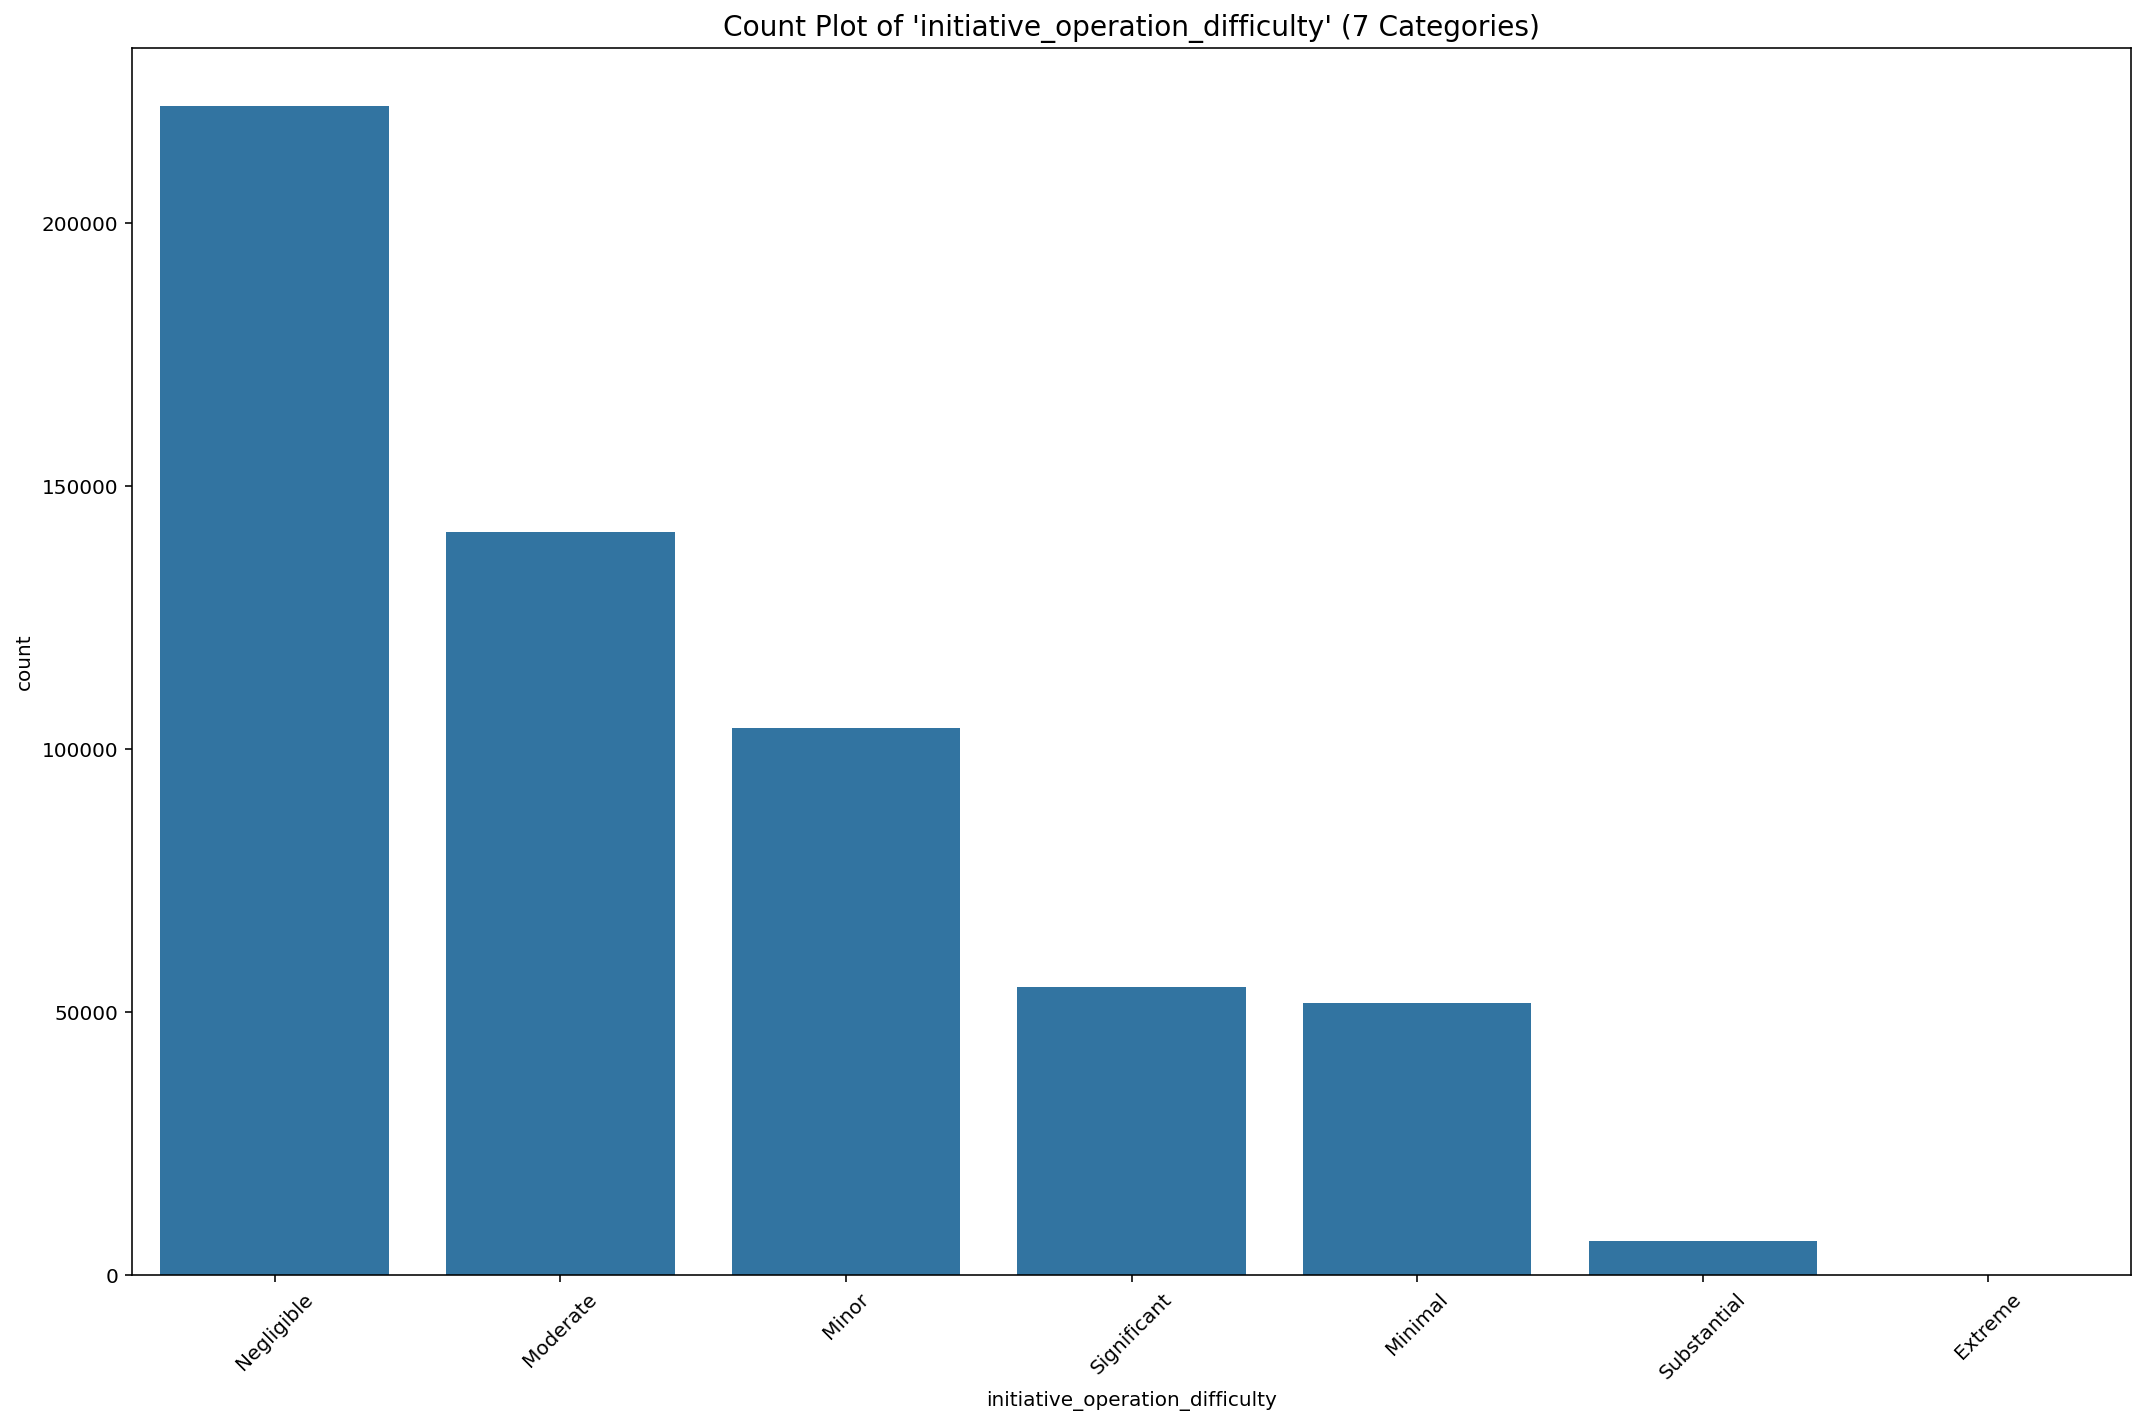 Count Plot of 'initiative_operation_difficulty' (7 Categories)
count
200000
150000
100000
50000
0
Negligible
Moderate
Minor
Significant
Minimal
Substantial
Extreme
initiative_operation_difficulty